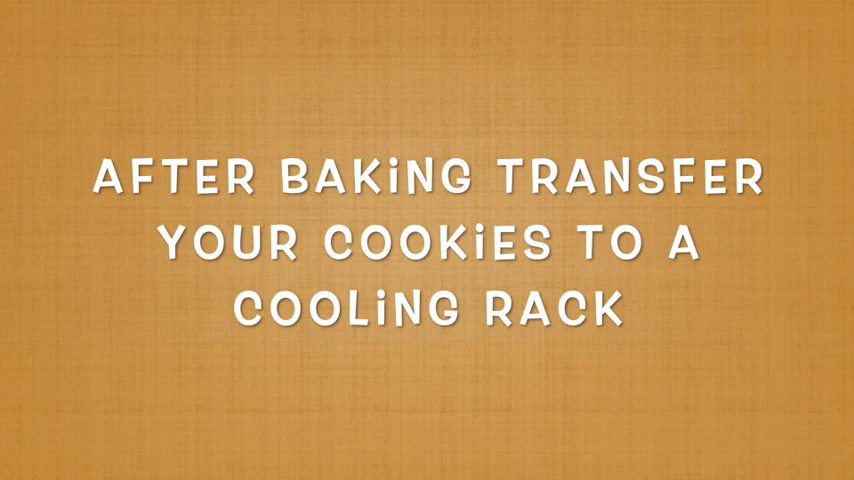 AFTER BAKiNG TRANSFER
YOUR COOKiES TO A
COOLiNG RACK